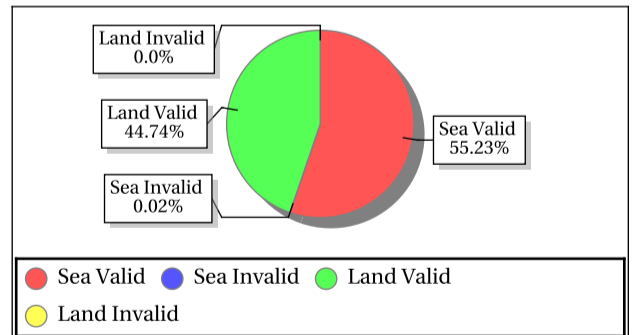 Land Invalid
0.0%
Land Valid
44.74%
Sea Valid
55.23%
Sea Invalid
0.02%
Sea Valid Sea Invalid Land Valid
Land Invalid